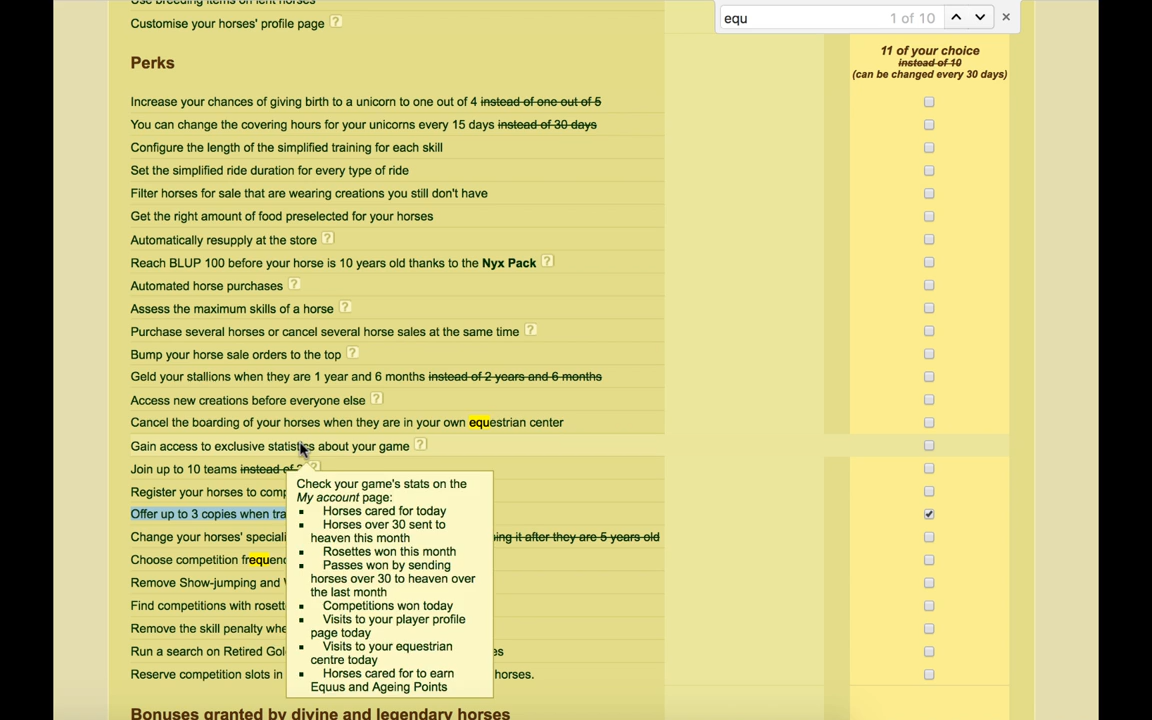 Use breeding items on lent horses
Customise your horses' profile page ?
equ 1 of 10
Perks
11 of your choice
instead of 10
(can be changed every 30 days)
Increase your chances of giving birth to a unicorn to one out of 4 instead of one out of 5
You can change the covering hours for your unicorns every 15 days instead of 30 days
Configure the length of the simplified training for each skill
Set the simplified ride duration for every type of ride
Filter horses for sale that are wearing creations you still don't have
Get the right amount of food preselected for your horses
Automatically resupply at the store ?
Reach BLUP 100 before your horse is 10 years old thanks to the Nyx Pack ?
Automated horse purchases ?
Assess the maximum skills of a horse ?
Purchase several horses or cancel several horse sales at the same time ?
Bump your horse sale orders to the top ?
Geld your stallions when they are 1 year and 6 months instead of 2 years and 6 months
Access new creations before everyone else ?
Cancel the boarding of your horses when they are in your own equestrian center
Gain access to exclusive statistics about your game ?
Join up to 10 teams instead of ?
Register your horses to comp
Offer up to 3 copies when tra
Change your horses' speciali ing it after they are 5 years old
Choose competition frequenc
Remove Show-jumping and
Find competitions with rosett
Remove the skill penalty whe
Run a search on Retired Gol es
Reserve competition slots in horses.
Check your game's stats on the
My account page:
▪ Horses cared for today
▪ Horses over 30 sent to
heaven this month
▪ Rosettes won this month
▪ Passes won by sending
horses over 30 to heaven over
the last month
▪ Competitions won today
▪ Visits to your player profile
page today
▪ Visits to your equestrian
centre today
▪ Horses cared for to earn
Equus and Ageing Points
Bonuses granted by divine and legendary horses